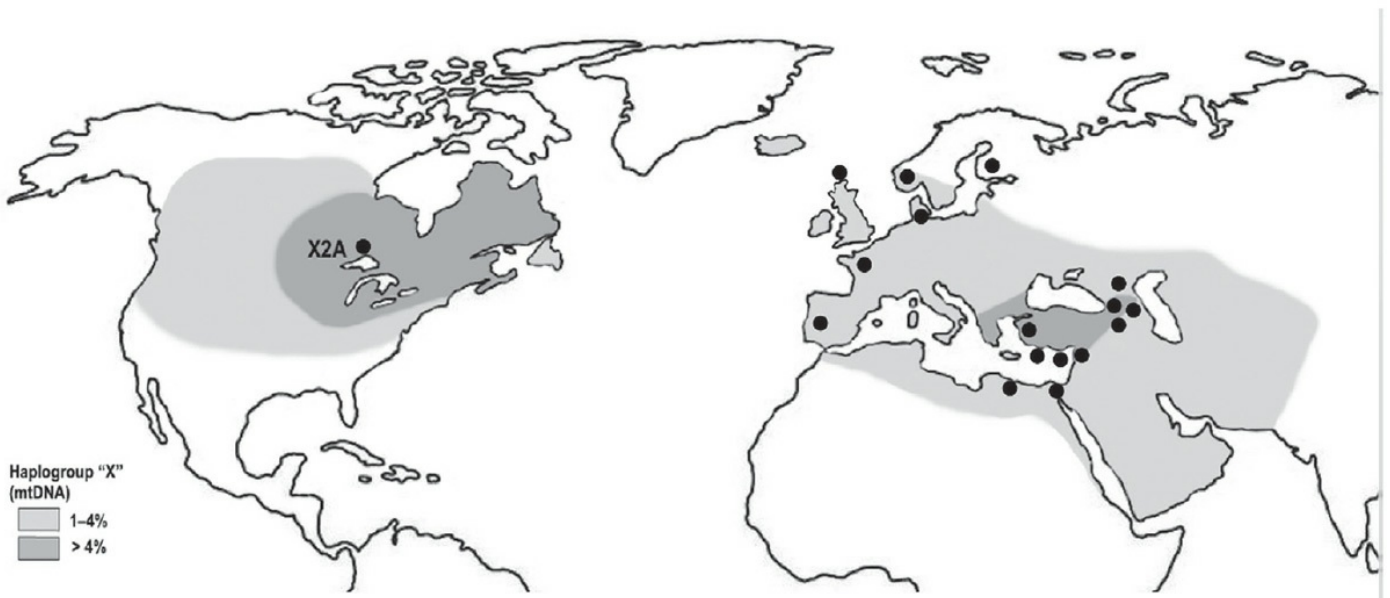 X2A
Haplogroup “X”
(mtDNA)
1–4%
> 4%